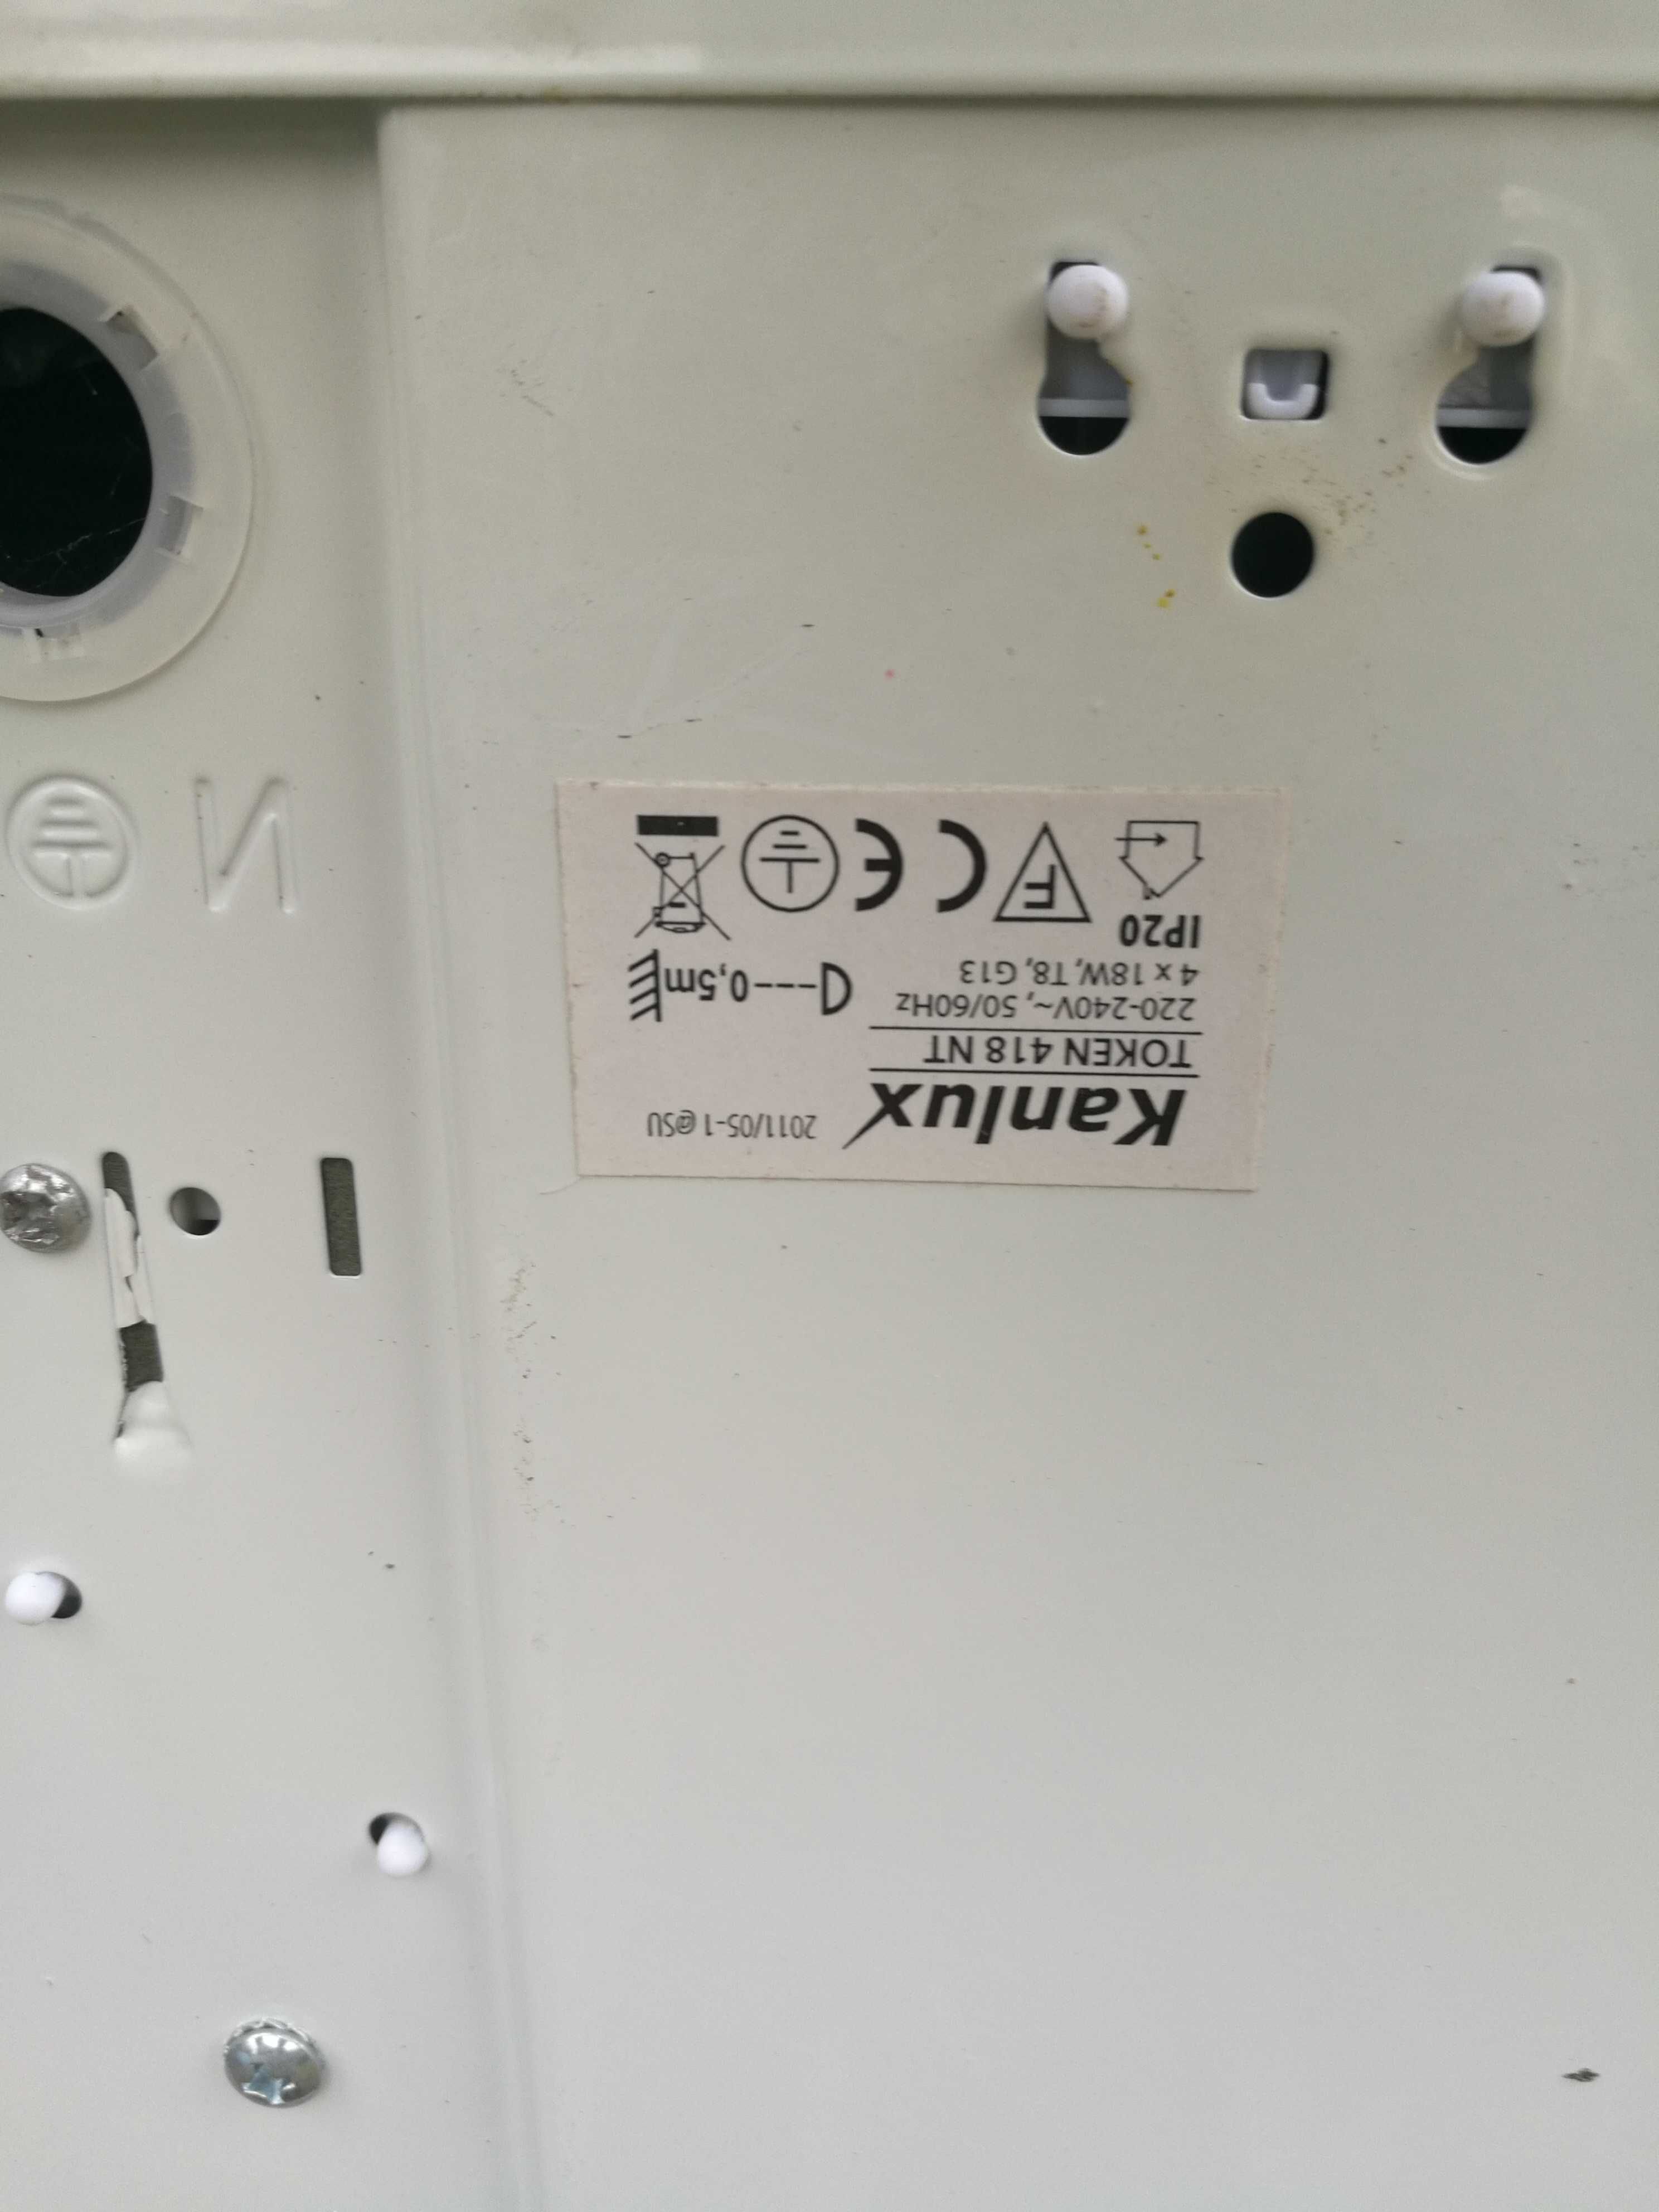 Kanlux 2011/05-1@SU
TOKEN 418 NT
220-240V~, 50/60Hz
4 x 18W, T8, G13
D---0,5m
IP20
F CE
N